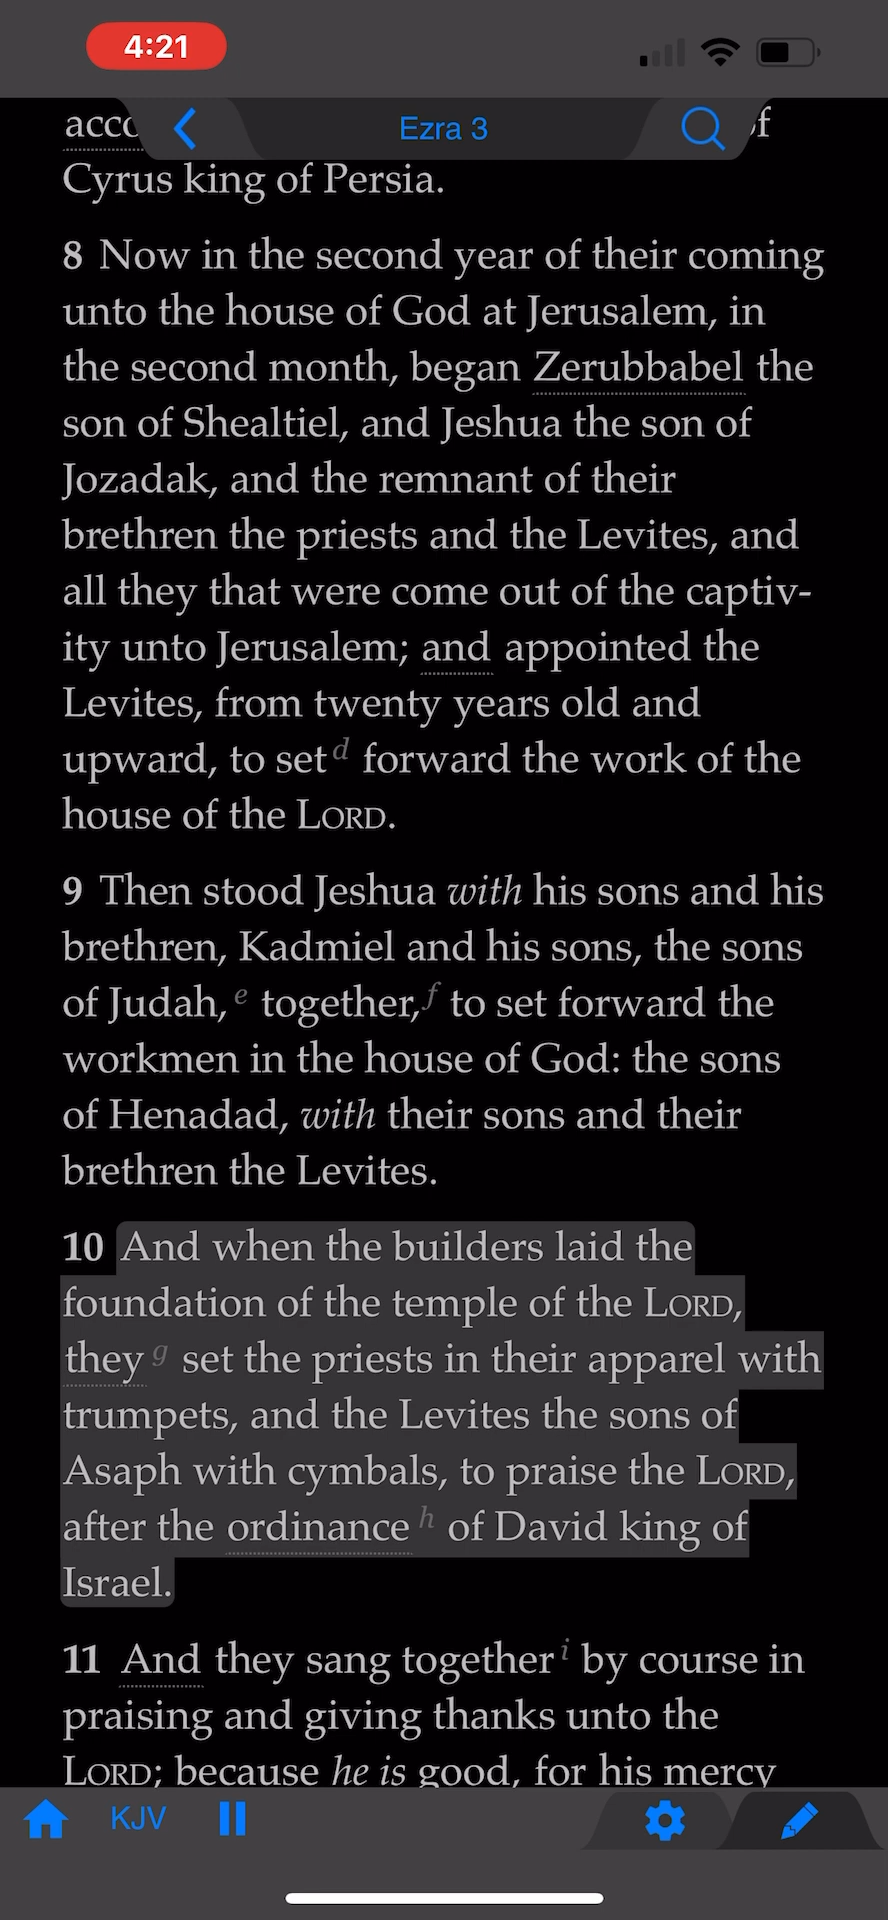 4:21
Ezra 3
Cyrus king of Persia.
8 Now in the second year of their coming
unto the house of God at Jerusalem, in
the second month, began Zerubbabel the
son of Shealtiel, and Jeshua the son of
Jozadak, and the remnant of their
brethren the priests and the Levites, and
all they that were come out of the captiv-
ity unto Jerusalem; and appointed the
Levites, from twenty years old and
upward, to set d forward the work of the
house of the LORD.
9 Then stood Jeshua with his sons and his
brethren, Kadmiel and his sons, the sons
of Judah, e together, f to set forward the
workmen in the house of God: the sons
of Henadad, with their sons and their
brethren the Levites.
10 And when the builders laid the
foundation of the temple of the LORD,
they g set the priests in their apparel with
trumpets, and the Levites the sons of
Asaph with cymbals, to praise the LORD,
after the ordinance h of David king of
Israel.
11 And they sang together i by course in
praising and giving thanks unto the
LORD; because he is good, for his mercy
KJV